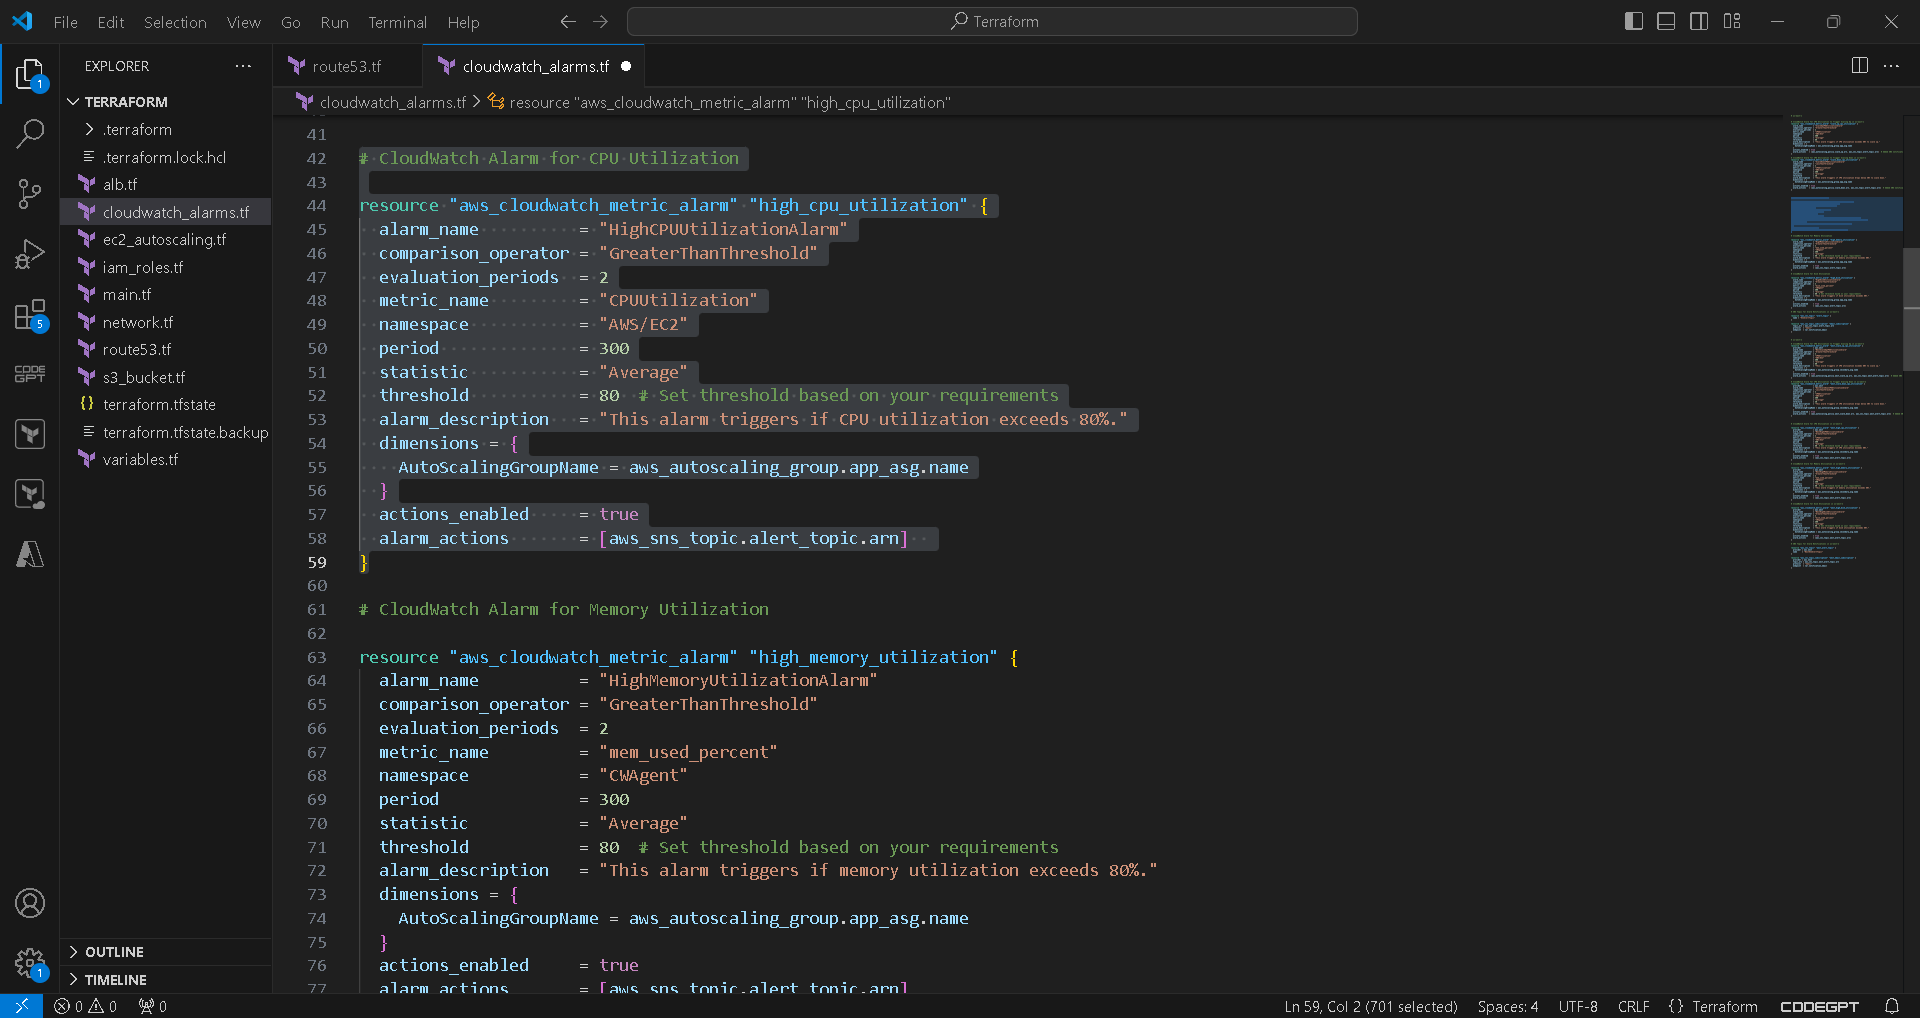 File Edit Selection View Go Run Terminal Help
Terraform
EXPLORER
TERRAFORM
.terraform
.terraform.lock.hcl
alb.tf
cloudwatch_alarms.tf
ec2_autoscaling.tf
iam_roles.tf
main.tf
network.tf
route53.tf
s3_bucket.tf
{} terraform.tfstate
terraform.tfstate.backup
variables.tf
OUTLINE
TIMELINE
1
5
CODE GPT
1
route53.tf
cloudwatch_alarms.tf
cloudwatch_alarms.tf > resource "aws_cloudwatch_metric_alarm" "high_cpu_utilization"
41
42 # CloudWatch Alarm for CPU Utilization
43
44 resource "aws_cloudwatch_metric_alarm" "high_cpu_utilization" {
45 alarm_name = "HighCPUUtilizationAlarm"
46 comparison_operator = "GreaterThanThreshold"
47 evaluation_periods = 2
48 metric_name = "CPUUtilization"
49 namespace = "AWS/EC2"
50 period = 300
51 statistic = "Average"
52 threshold = 80 # Set threshold based on your requirements
53 alarm_description = "This alarm triggers if CPU utilization exceeds 80%."
54 dimensions = {
55 AutoScalingGroupName = aws_autoscaling_group.app_asg.name
56 }
57 actions_enabled = true
58 alarm_actions = [aws_sns_topic.alert_topic.arn]
59 }
60
61 # CloudWatch Alarm for Memory Utilization
62
63 resource "aws_cloudwatch_metric_alarm" "high_memory_utilization" {
64 alarm_name = "HighMemoryUtilizationAlarm"
65 comparison_operator = "GreaterThanThreshold"
66 evaluation_periods = 2
67 metric_name = "mem_used_percent"
68 namespace = "CWAgent"
69 period = 300
70 statistic = "Average"
71 threshold = 80 # Set threshold based on your requirements
72 alarm_description = "This alarm triggers if memory utilization exceeds 80%."
73 dimensions = {
74 AutoScalingGroupName = aws_autoscaling_group.app_asg.name
75 }
76 actions_enabled = true
77 alarm_actions = [aws_sns_topic.alert_topic.arn]
0 0 0
Ln 59, Col 2 (701 selected) Spaces: 4 UTF-8 CRLF {} Terraform CODEGPT